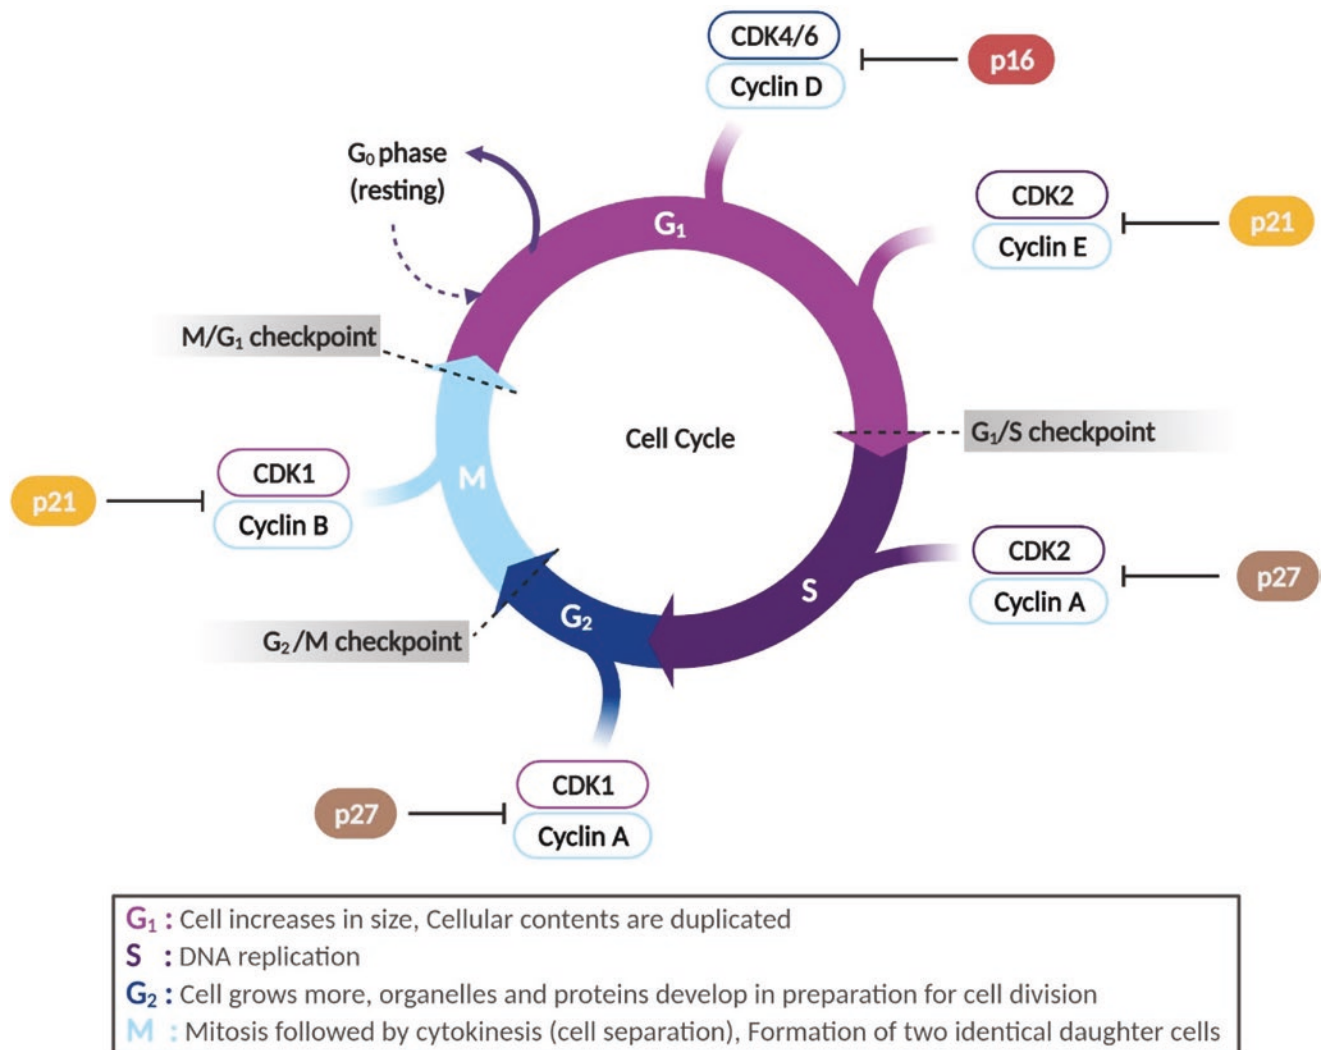 CDK4/6
Cyclin D
p16
G₀ phase
(resting)
G₁
CDK2
Cyclin E
p21
M/G₁ checkpoint
Cell Cycle
G₁/S checkpoint
CDK1
Cyclin B
p21
M
CDK2
Cyclin A
p27
S
G₂
G₂/M checkpoint
CDK1
Cyclin A
p27
G₁ : Cell increases in size, Cellular contents are duplicated
S : DNA replication
G₂ : Cell grows more, organelles and proteins develop in preparation for cell division
M : Mitosis followed by cytokinesis (cell separation), Formation of two identical daughter cells